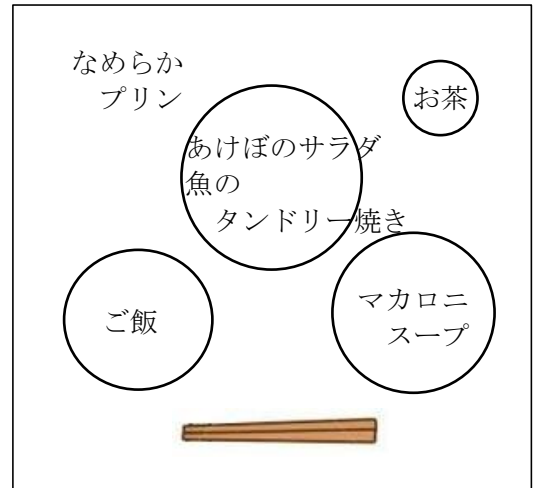 なめらか
プリン
お茶
あけぼのサラダ
魚の
タンドリー焼き
ご飯
マカロニ
スープ